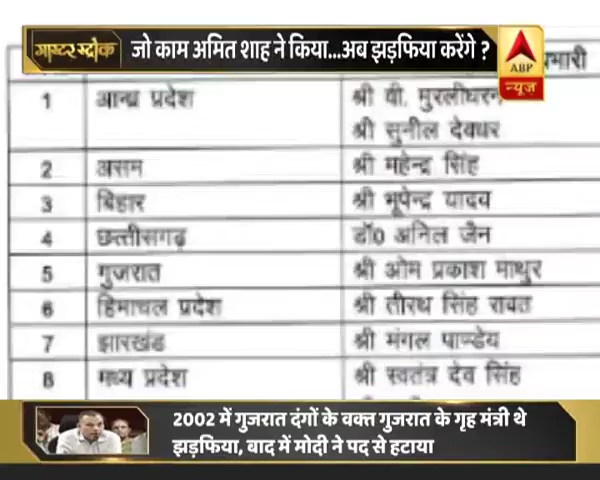 मास्टर स्ट्रोक
जो काम अमित शाह ने किया...अब झड़फिया करेंगे ?
abp
न्यूज़
1 आन्ध्र प्रदेश श्री वी. मुरलीधरन
श्री सुनील देवधर
2 असम श्री महेन्द्र सिंह
3 बिहार श्री भूपेन्द्र यादव
4 छत्तीसगढ़ डॉ0 अनिल जैन
5 गुजरात श्री ओम प्रकाश माथुर
6 हिमाचल प्रदेश श्री तीरथ सिंह रावत
7 झारखंड श्री मंगल पाण्डेय
8 मध्य प्रदेश श्री स्वतंत्र देव सिंह
2002 में गुजरात दंगों के वक्त गुजरात के गृह मंत्री थे
झड़फिया, बाद में मोदी ने पद से हटाया